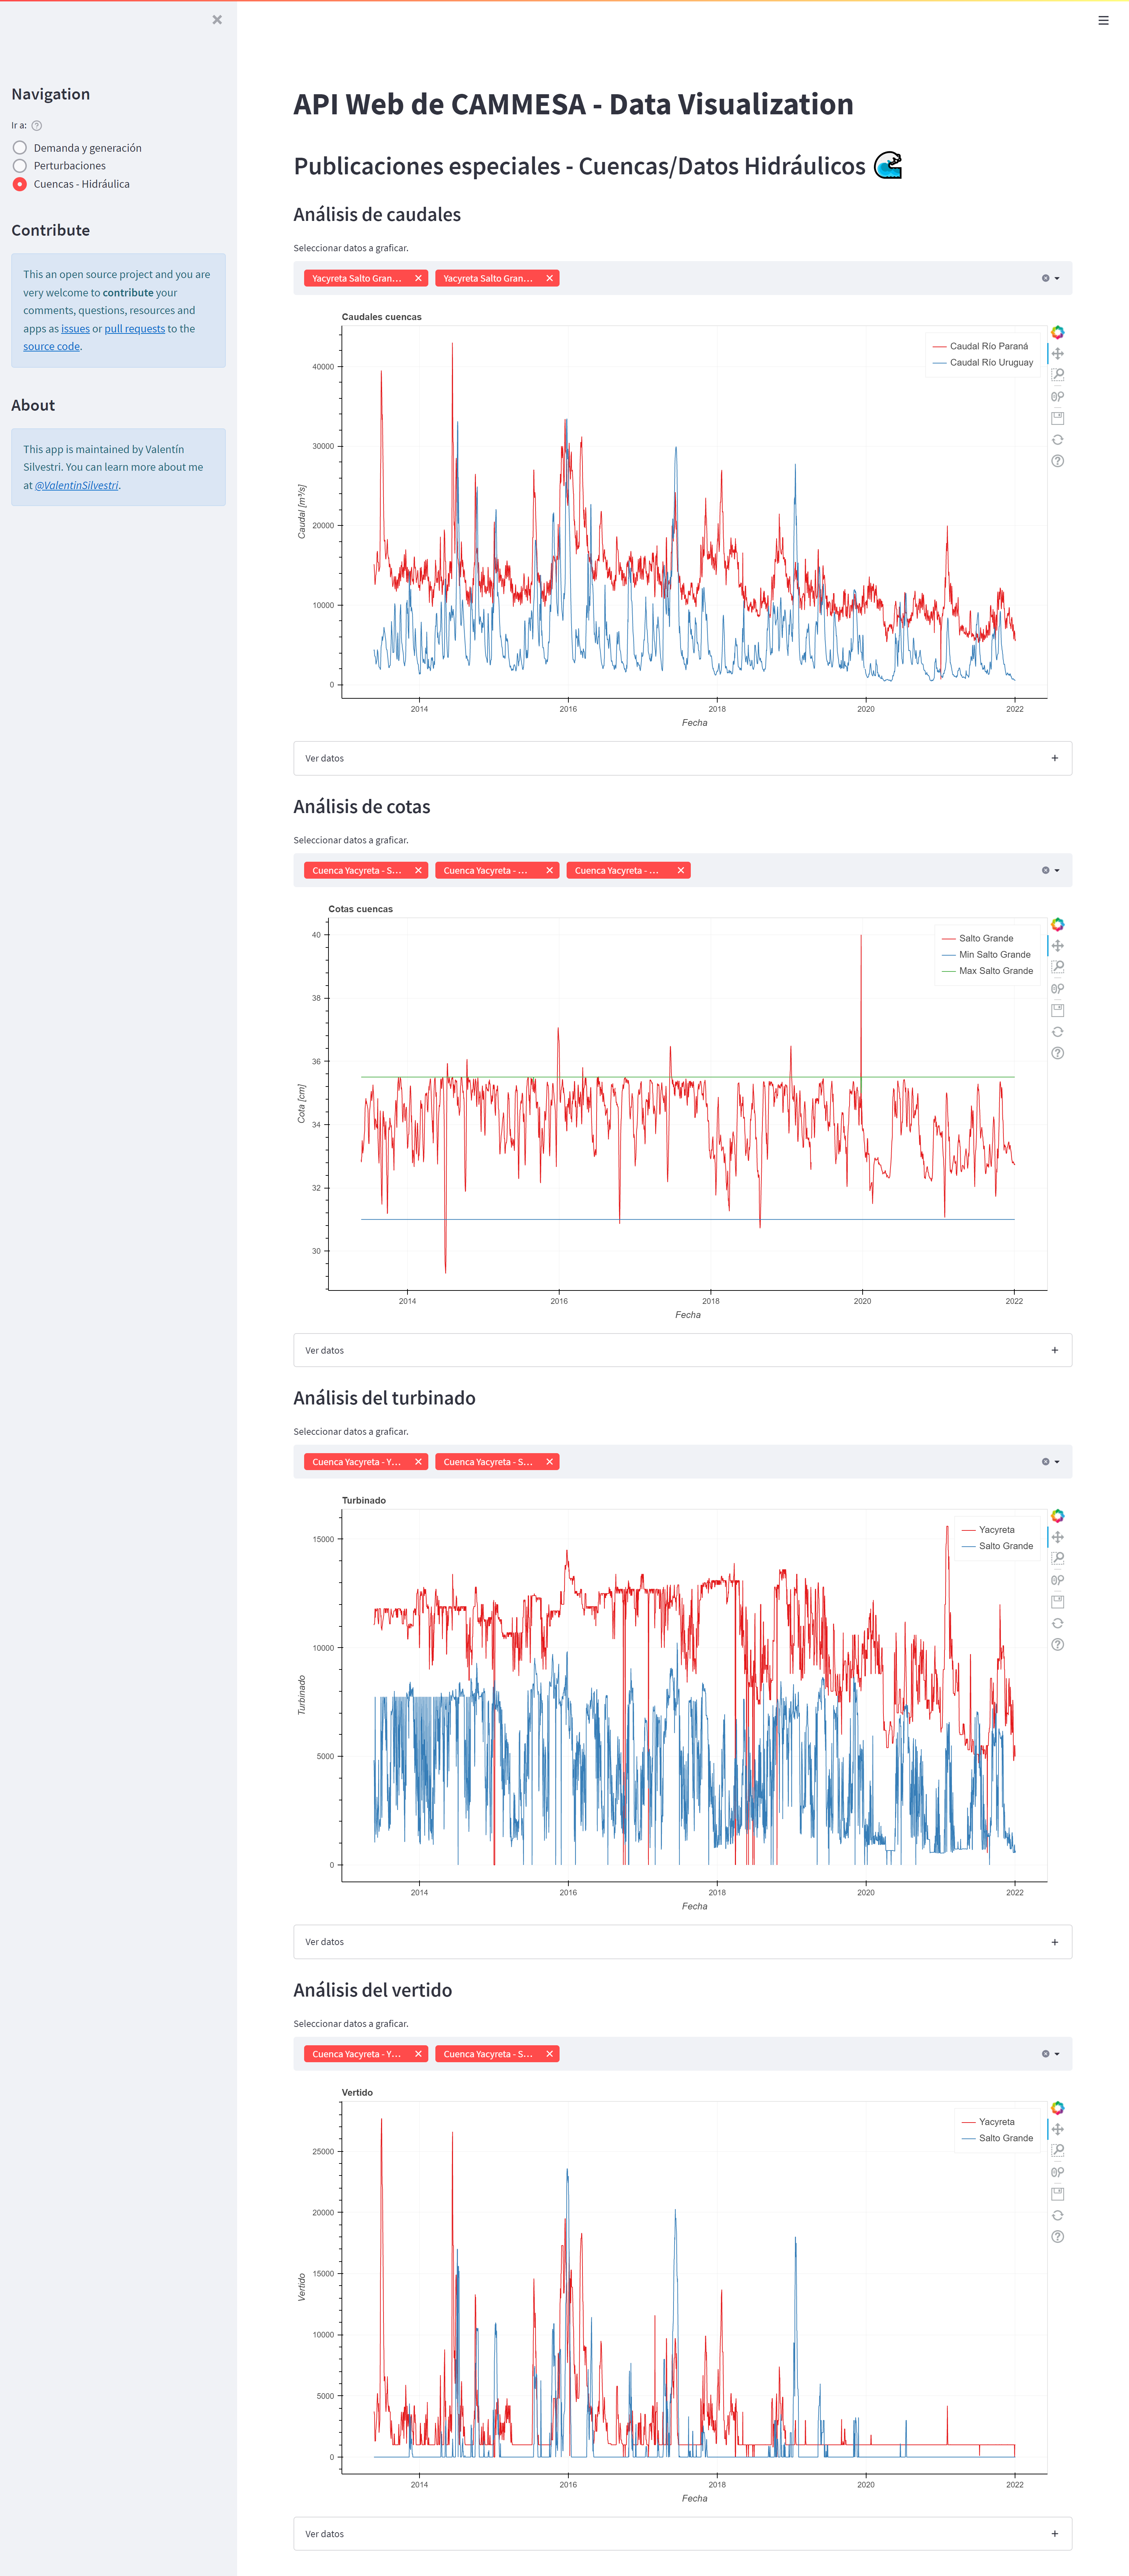 Navigation
Ir a:
Demanda y generación
Perturbaciones
Cuencas - Hidráulica
Contribute
This an open source project and you are
very welcome to contribute your
comments, questions, resources and
apps as issues or pull requests to the
source code.
About
This app is maintained by Valentín
Silvestri. You can learn more about me
at @ValentinSilvestri.
API Web de CAMMESA - Data Visualization
Publicaciones especiales - Cuencas/Datos Hidráulicos
Análisis de caudales
Seleccionar datos a graficar.
Yacyreta Salto Gran… Yacyreta Salto Gran…
Caudales cuencas
Caudal Río Paraná
Caudal Río Uruguay
40000
30000
20000
10000
0
Caudal [m³/s]
2014 2016 2018 2020 2022
Fecha
Ver datos
Análisis de cotas
Seleccionar datos a graficar.
Cuenca Yacyreta - S… Cuenca Yacyreta - … Cuenca Yacyreta - …
Cotas cuencas
Salto Grande
Min Salto Grande
Max Salto Grande
40
38
36
34
32
30
Cota [cm]
2014 2016 2018 2020 2022
Fecha
Ver datos
Análisis del turbinado
Seleccionar datos a graficar.
Cuenca Yacyreta - Y… Cuenca Yacyreta - S…
Turbinado
Yacyreta
Salto Grande
15000
10000
5000
0
Turbinado
2014 2016 2018 2020 2022
Fecha
Ver datos
Análisis del vertido
Seleccionar datos a graficar.
Cuenca Yacyreta - Y… Cuenca Yacyreta - S…
Vertido
Yacyreta
Salto Grande
25000
20000
15000
10000
5000
0
Vertido
2014 2016 2018 2020 2022
Fecha
Ver datos